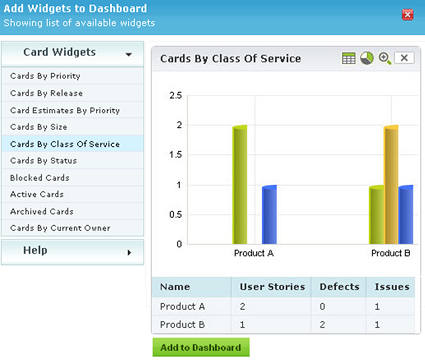 Add Widgets to Dashboard
Showing list of available widgets
Card Widgets
Cards By Priority
Cards By Release
Card Estimates By Priority
Cards By Size
Cards By Class Of Service
Cards By Status
Blocked Cards
Active Cards
Archived Cards
Cards By Current Owner
Help
Cards By Class Of Service
2.5
2
1.5
1
0.5
0
Product A Product B
Name User Stories Defects Issues
Product A 2 0 1
Product B 1 2 1
Add to Dashboard